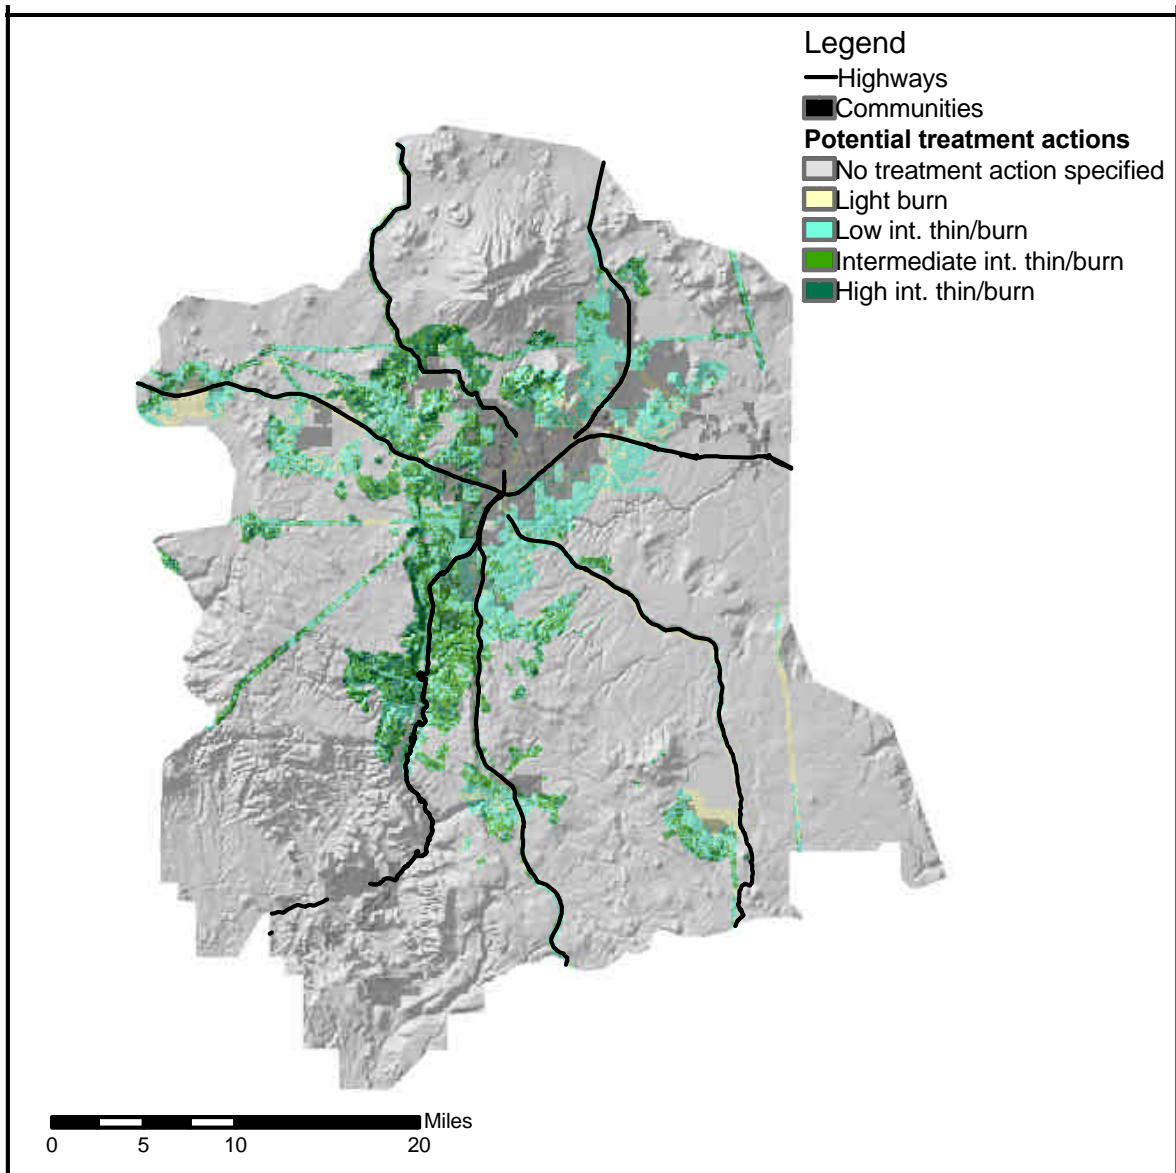 Legend
Highways
Communities
Potential treatment actions
No treatment action specified
Light burn
Low int. thin/burn
Intermediate int. thin/burn
High int. thin/burn
Miles
0 5 10 20